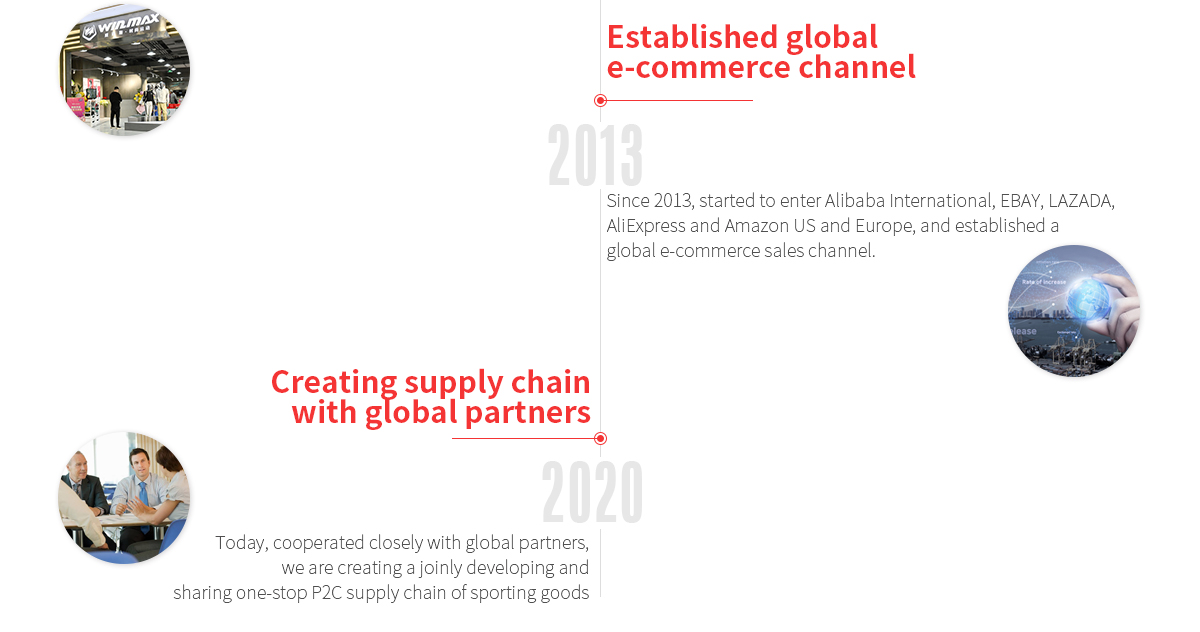 WINMAX
Established global
e-commerce channel
2013
Since 2013, started to enter Alibaba International, EBAY, LAZADA,
AliExpress and Amazon US and Europe, and established a
global e-commerce sales channel.
Rate of increase
Creating supply chain
with global partners
2020
Today, cooperated closely with global partners,
we are creating a joinly developing and
sharing one-stop P2C supply chain of sporting goods